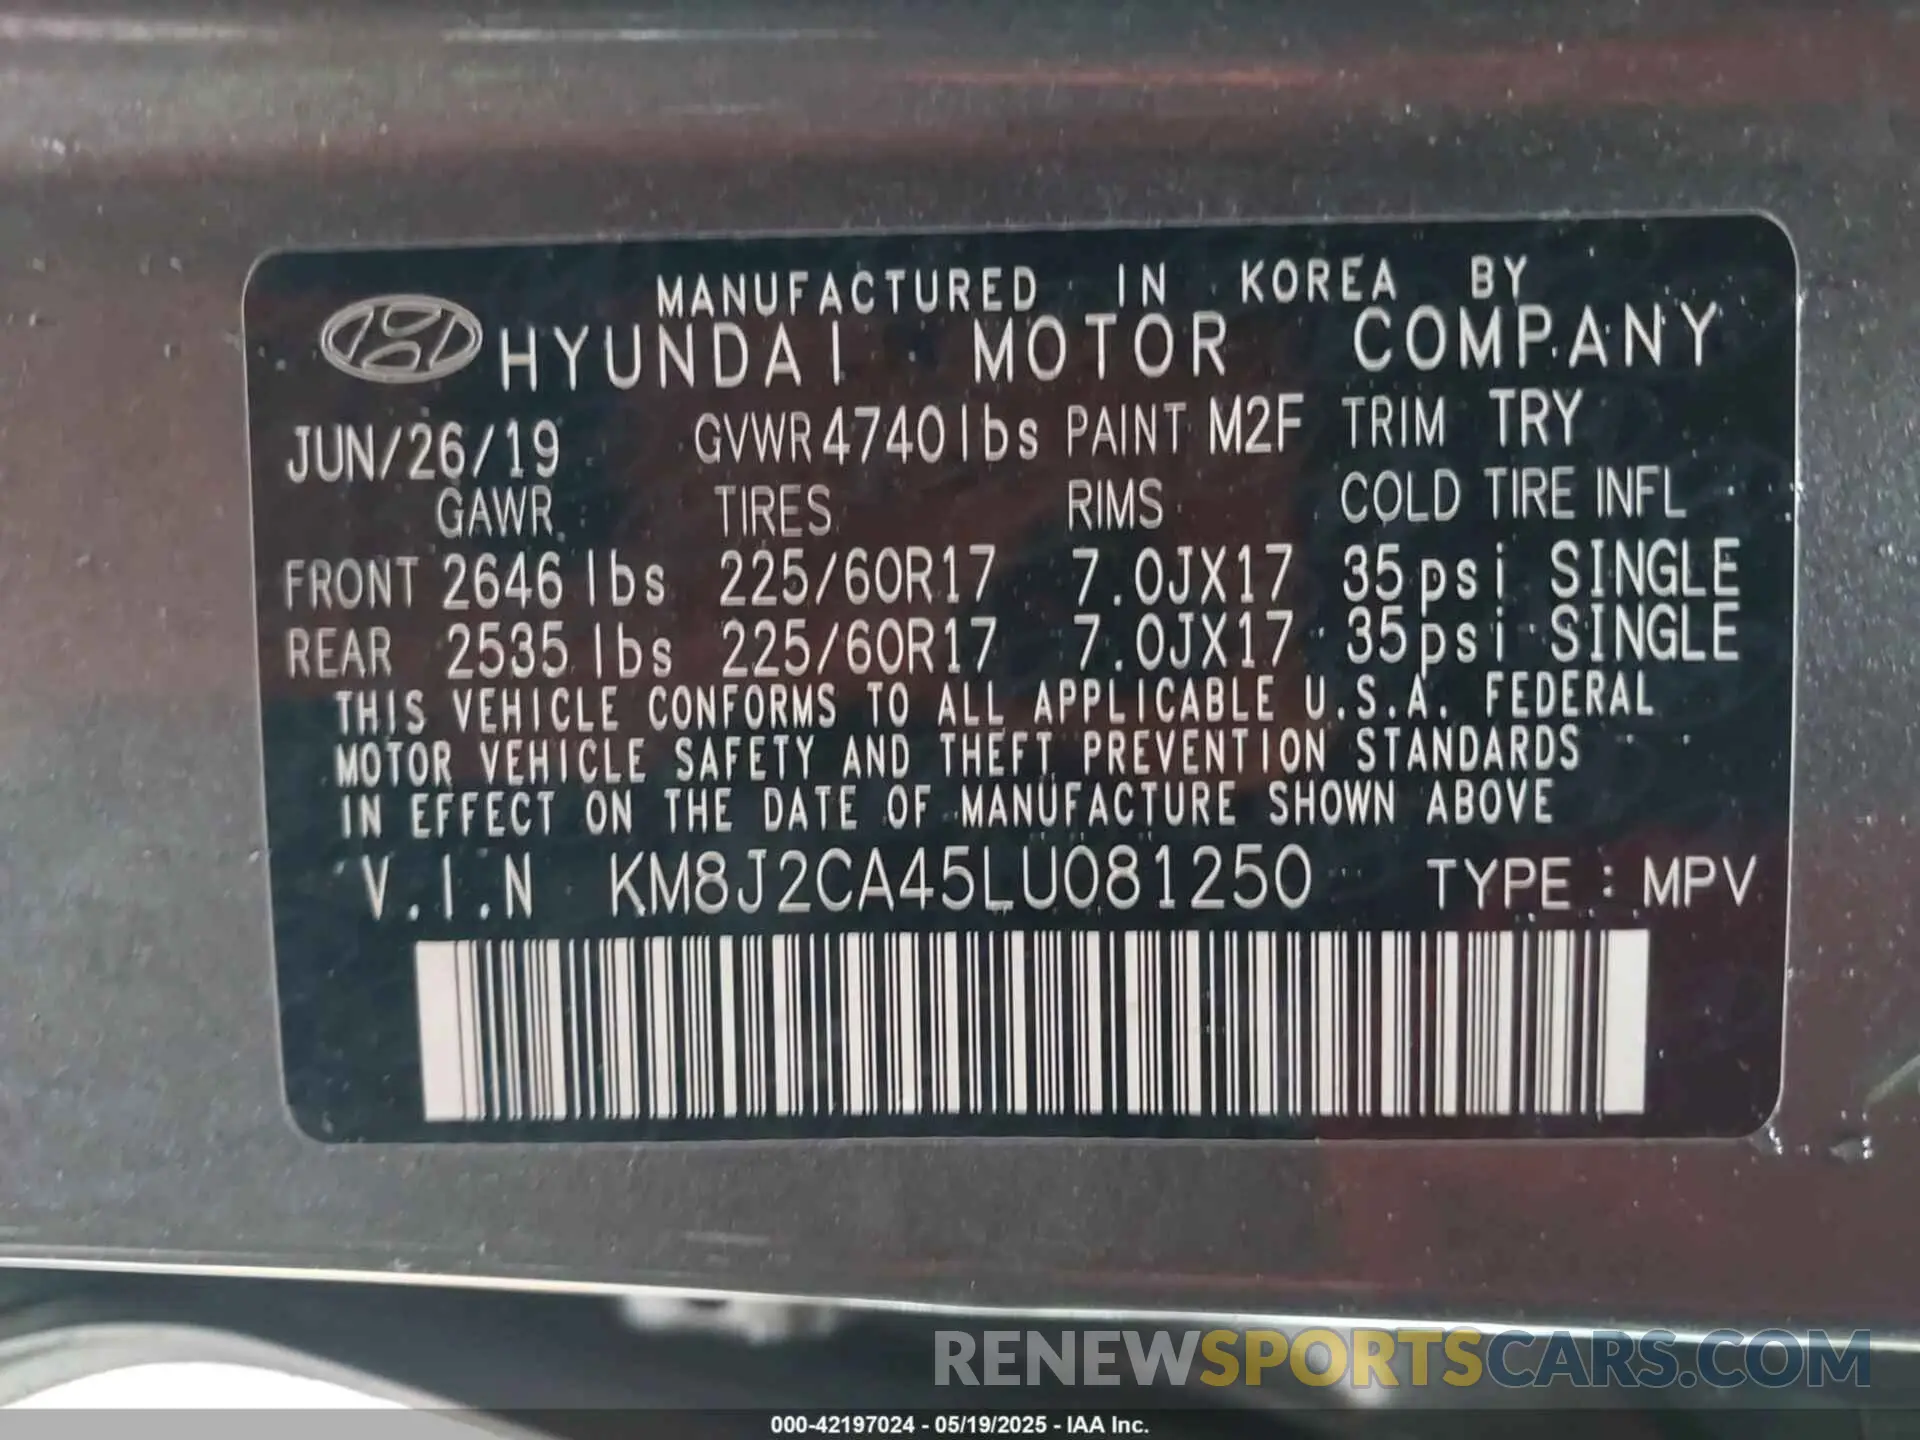 MANUFACTURED IN KOREA BY
HYUNDAI MOTOR COMPANY
JUN/26/19 GVWR 4740lbs PAINT M2F TRIM TRY
GAWR TIRES RIMS COLD TIRE INFL
FRONT 2646 lbs 225/60R17 7.0JX17 35psi SINGLE
REAR 2535 lbs 225/60R17 7.0JX17 35psi SINGLE
THIS VEHICLE CONFORMS TO ALL APPLICABLE U.S.A. FEDERAL
MOTOR VEHICLE SAFETY AND THEFT PREVENTION STANDARDS
IN EFFECT ON THE DATE OF MANUFACTURE SHOWN ABOVE
V.I.N KM8J2CA45LU081250 TYPE : MPV
RENEWSPORTSCARS.COM
000-42197024 - 05/19/2025 - IAA Inc.